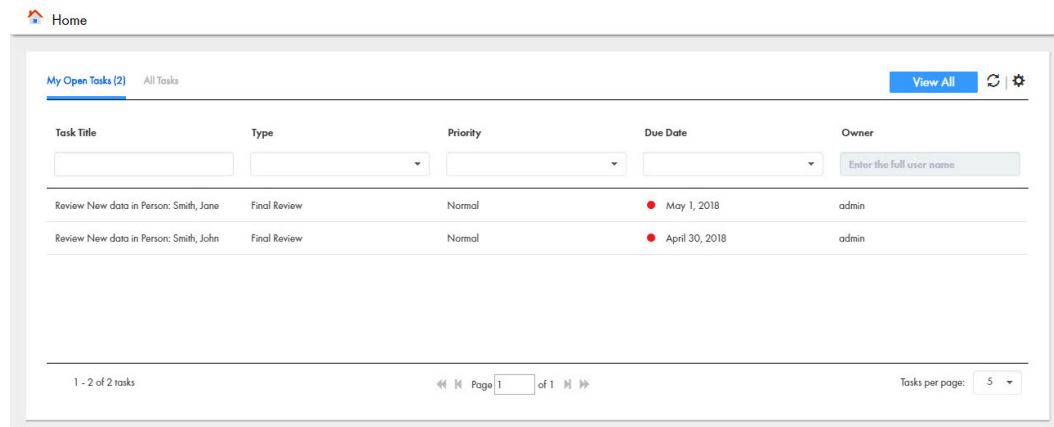 Home
My Open Tasks (2) All Tasks View All
Task Title Type Priority Due Date Owner
Enter the full user name
Review New data in Person: Smith, Jane Final Review Normal May 1, 2018 admin
Review New data in Person: Smith, John Final Review Normal April 30, 2018 admin
1 - 2 of 2 tasks Page 1 of 1 Tasks per page: 5